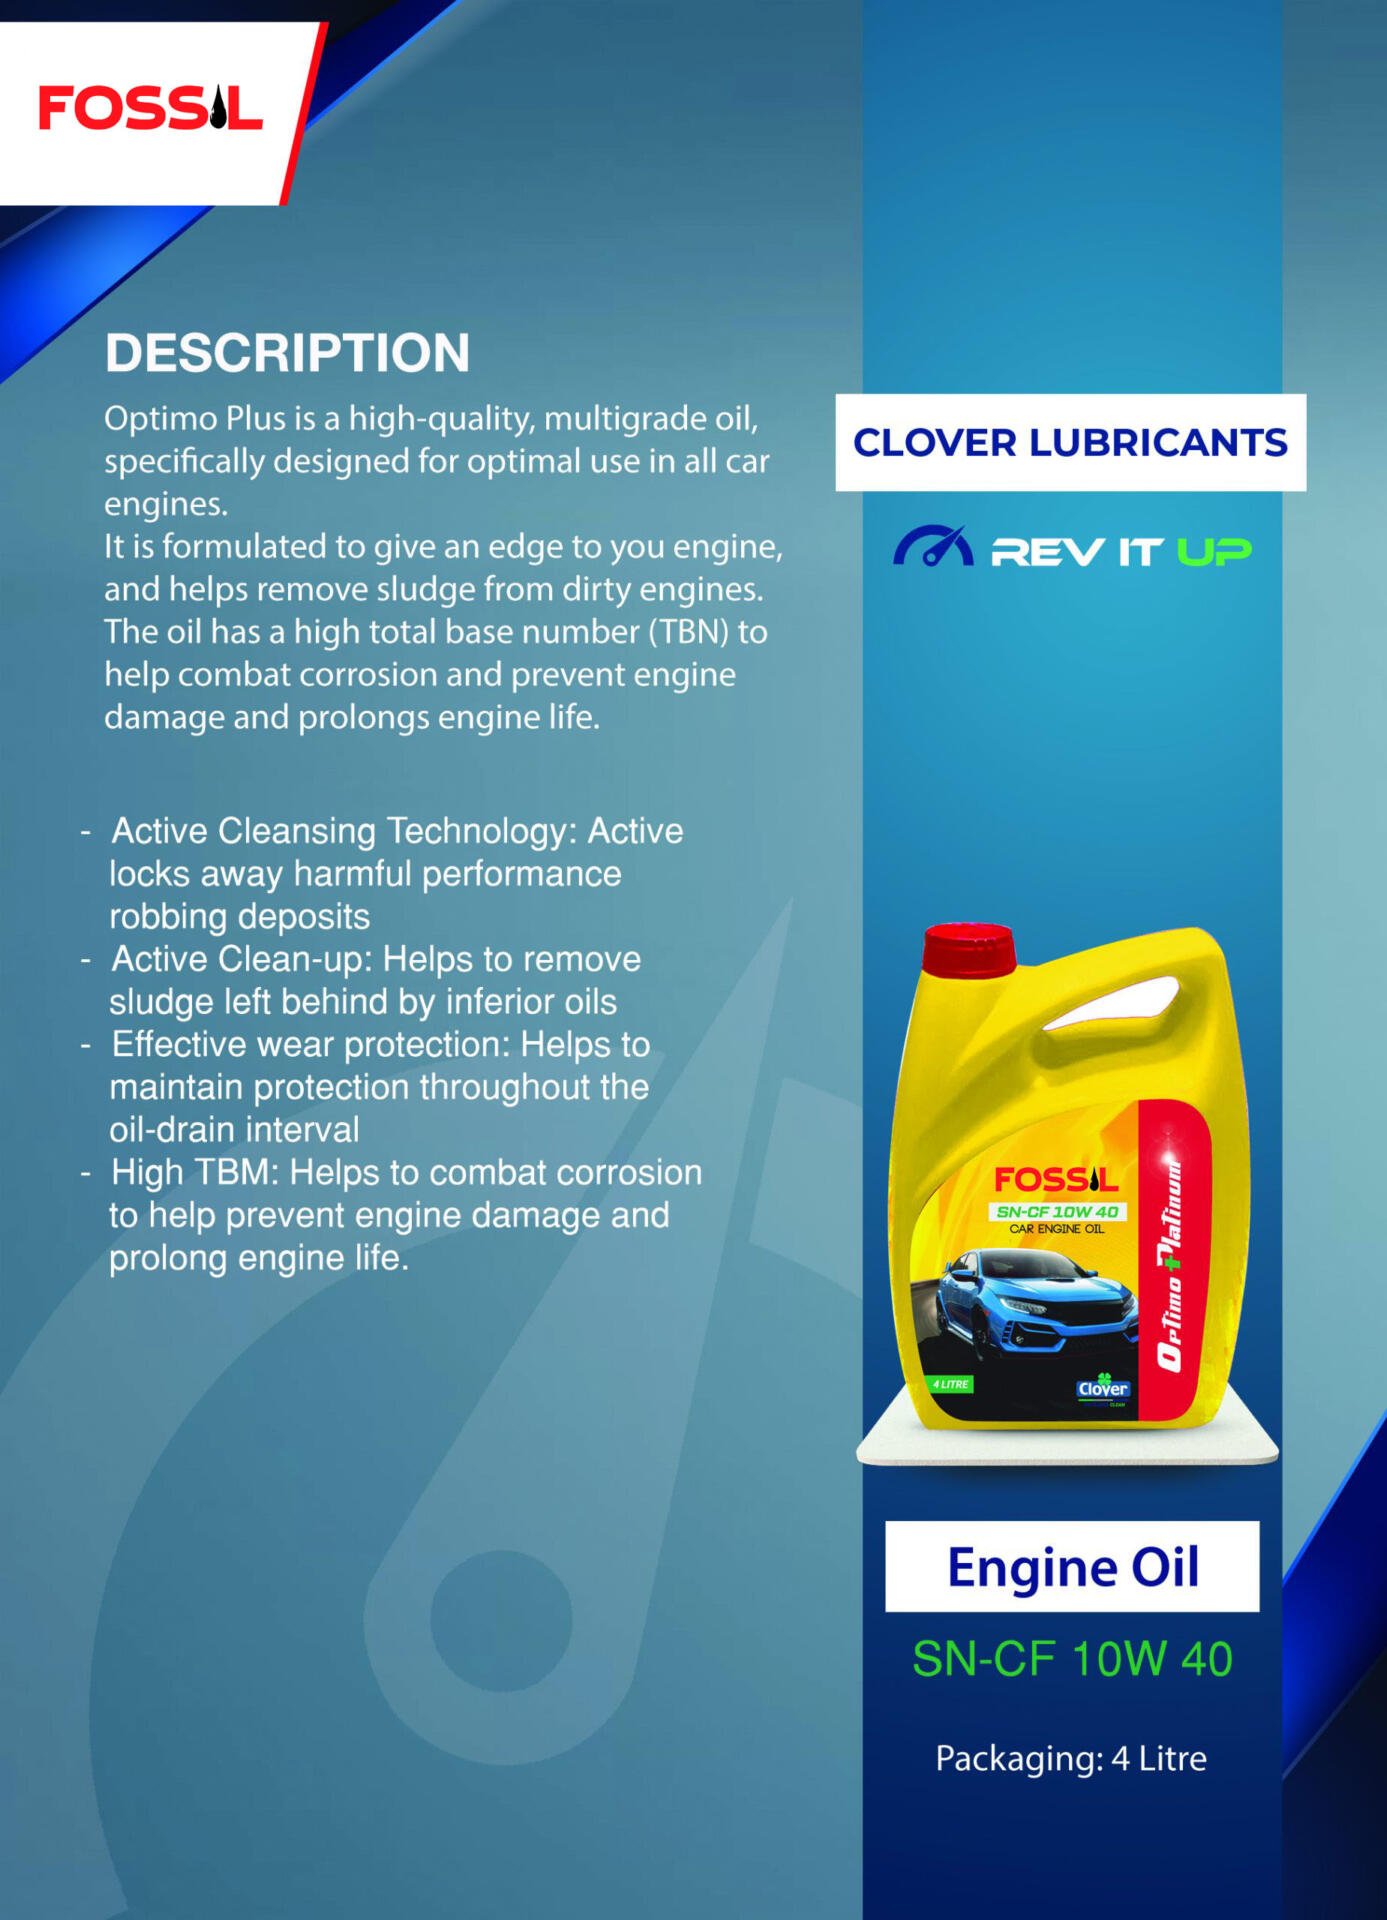 FOSSIL
DESCRIPTION
Optimo Plus is a high-quality, multigrade oil,
specifically designed for optimal use in all car
engines.
It is formulated to give an edge to you engine,
and helps remove sludge from dirty engines.
The oil has a high total base number (TBN) to
help combat corrosion and prevent engine
damage and prolongs engine life.
- Active Cleansing Technology: Active
locks away harmful performance
robbing deposits
- Active Clean-up: Helps to remove
sludge left behind by inferior oils
- Effective wear protection: Helps to
maintain protection throughout the
oil-drain interval
- High TBM: Helps to combat corrosion
to help prevent engine damage and
prolong engine life.
CLOVER LUBRICANTS
REV IT UP
FOSSIL
SN-CF 10W 40
CAR ENGINE OIL
Optimo Platinum
4 LITRE
Clover
CLEAN
Engine Oil
SN-CF 10W 40
Packaging: 4 Litre